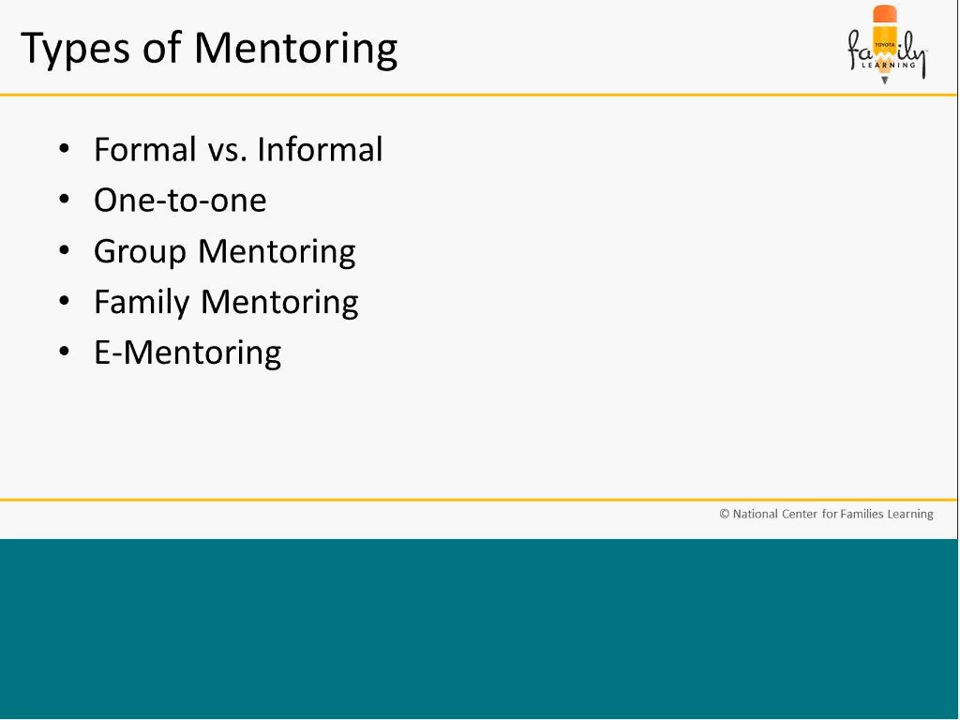 Types of Mentoring
TOYOTA
family
LEARNING
• Formal vs. Informal
• One-to-one
• Group Mentoring
• Family Mentoring
• E-Mentoring
© National Center for Families Learning